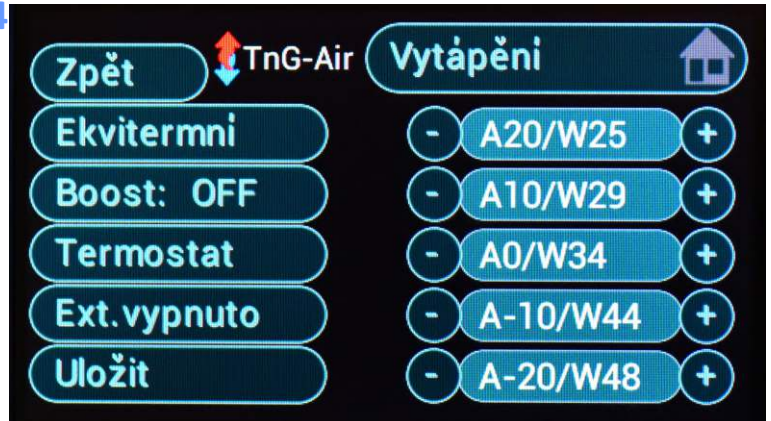 4
Zpět TnG-Air Vytápění
Ekvitermní - A20/W25 +
Boost: OFF - A10/W29 +
Termostat - A0/W34 +
Ext.vypnuto - A-10/W44 +
Uložit - A-20/W48 +